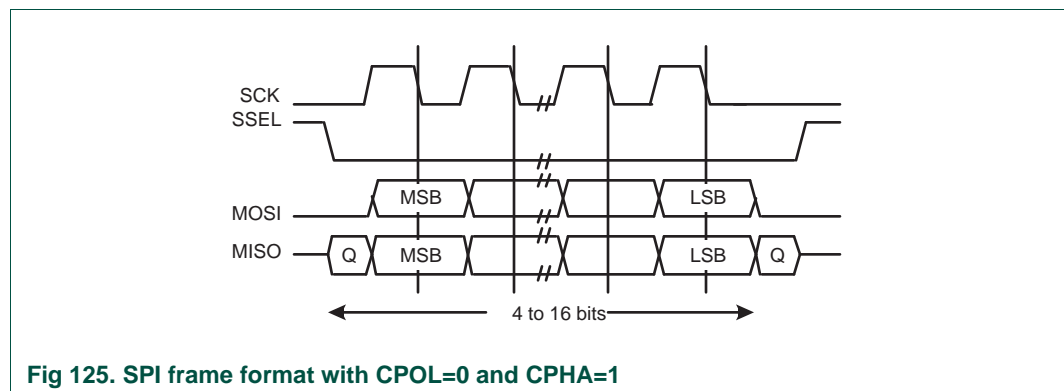 SCK
SSEL
MSB
LSB
MOSI
MISO
Q
MSB
LSB
Q
4 to 16 bits
Fig 125. SPI frame format with CPOL=0 and CPHA=1